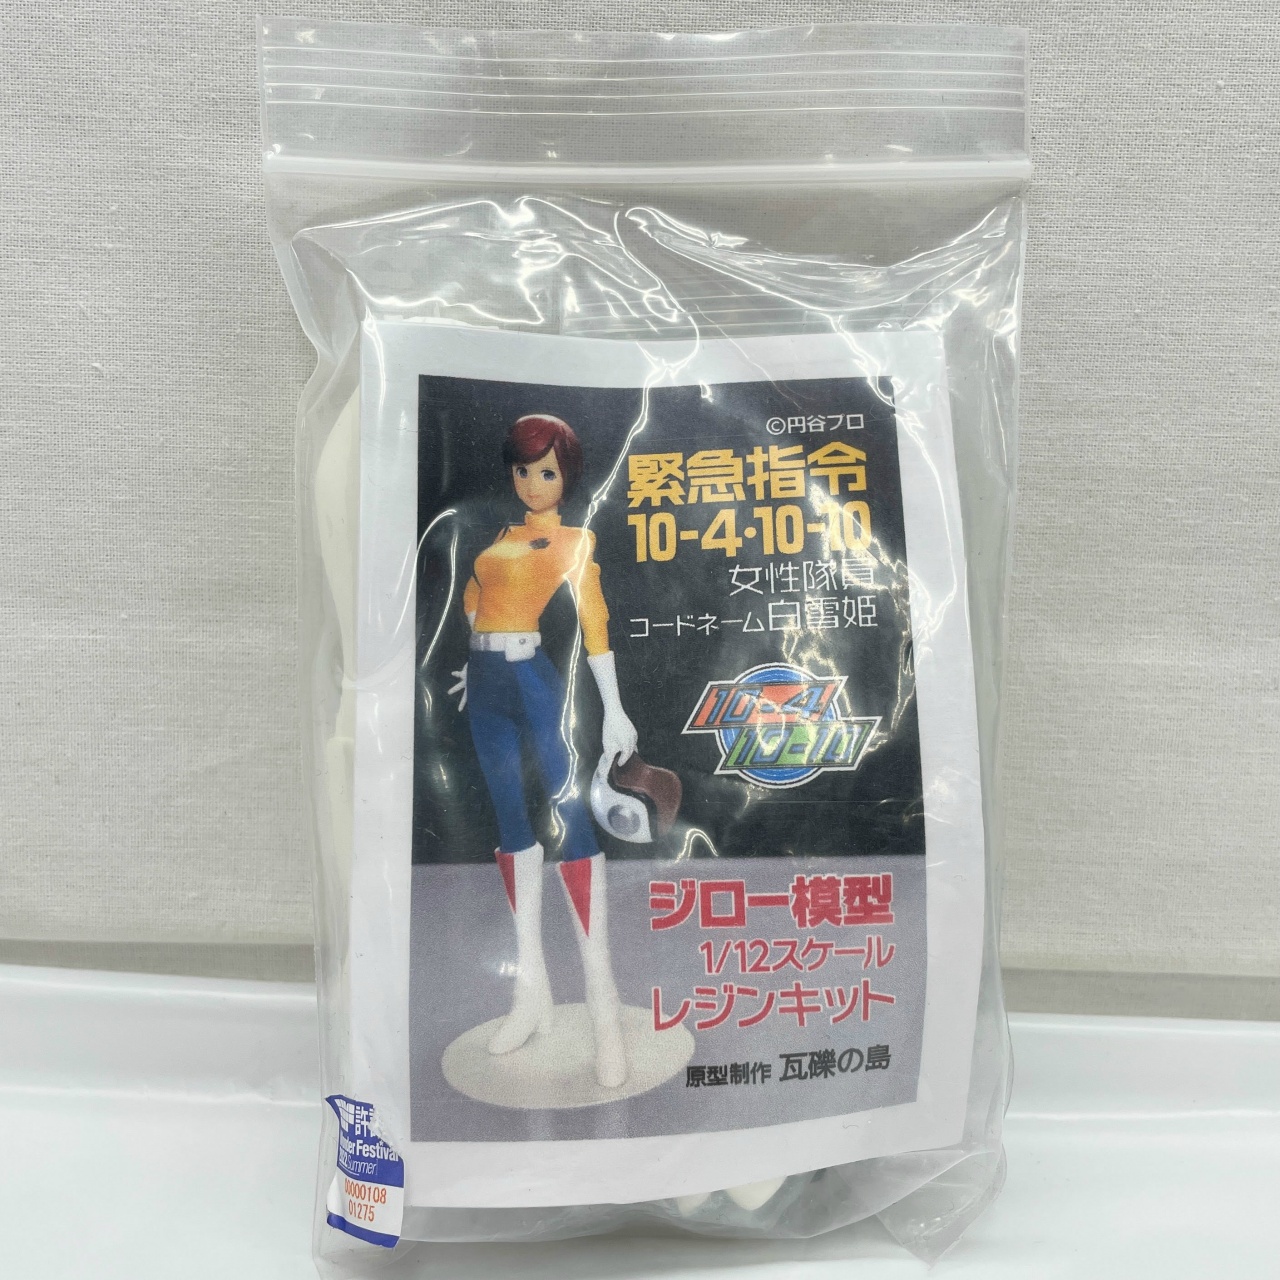 ©円谷プロ
緊急指令
10-4・10-10
女性隊員
コードネーム白雪姫
10-4
10-10
ジロー模型
1/12スケール
レジンキット
原型制作 瓦礫の島
Festival
Summer
01275